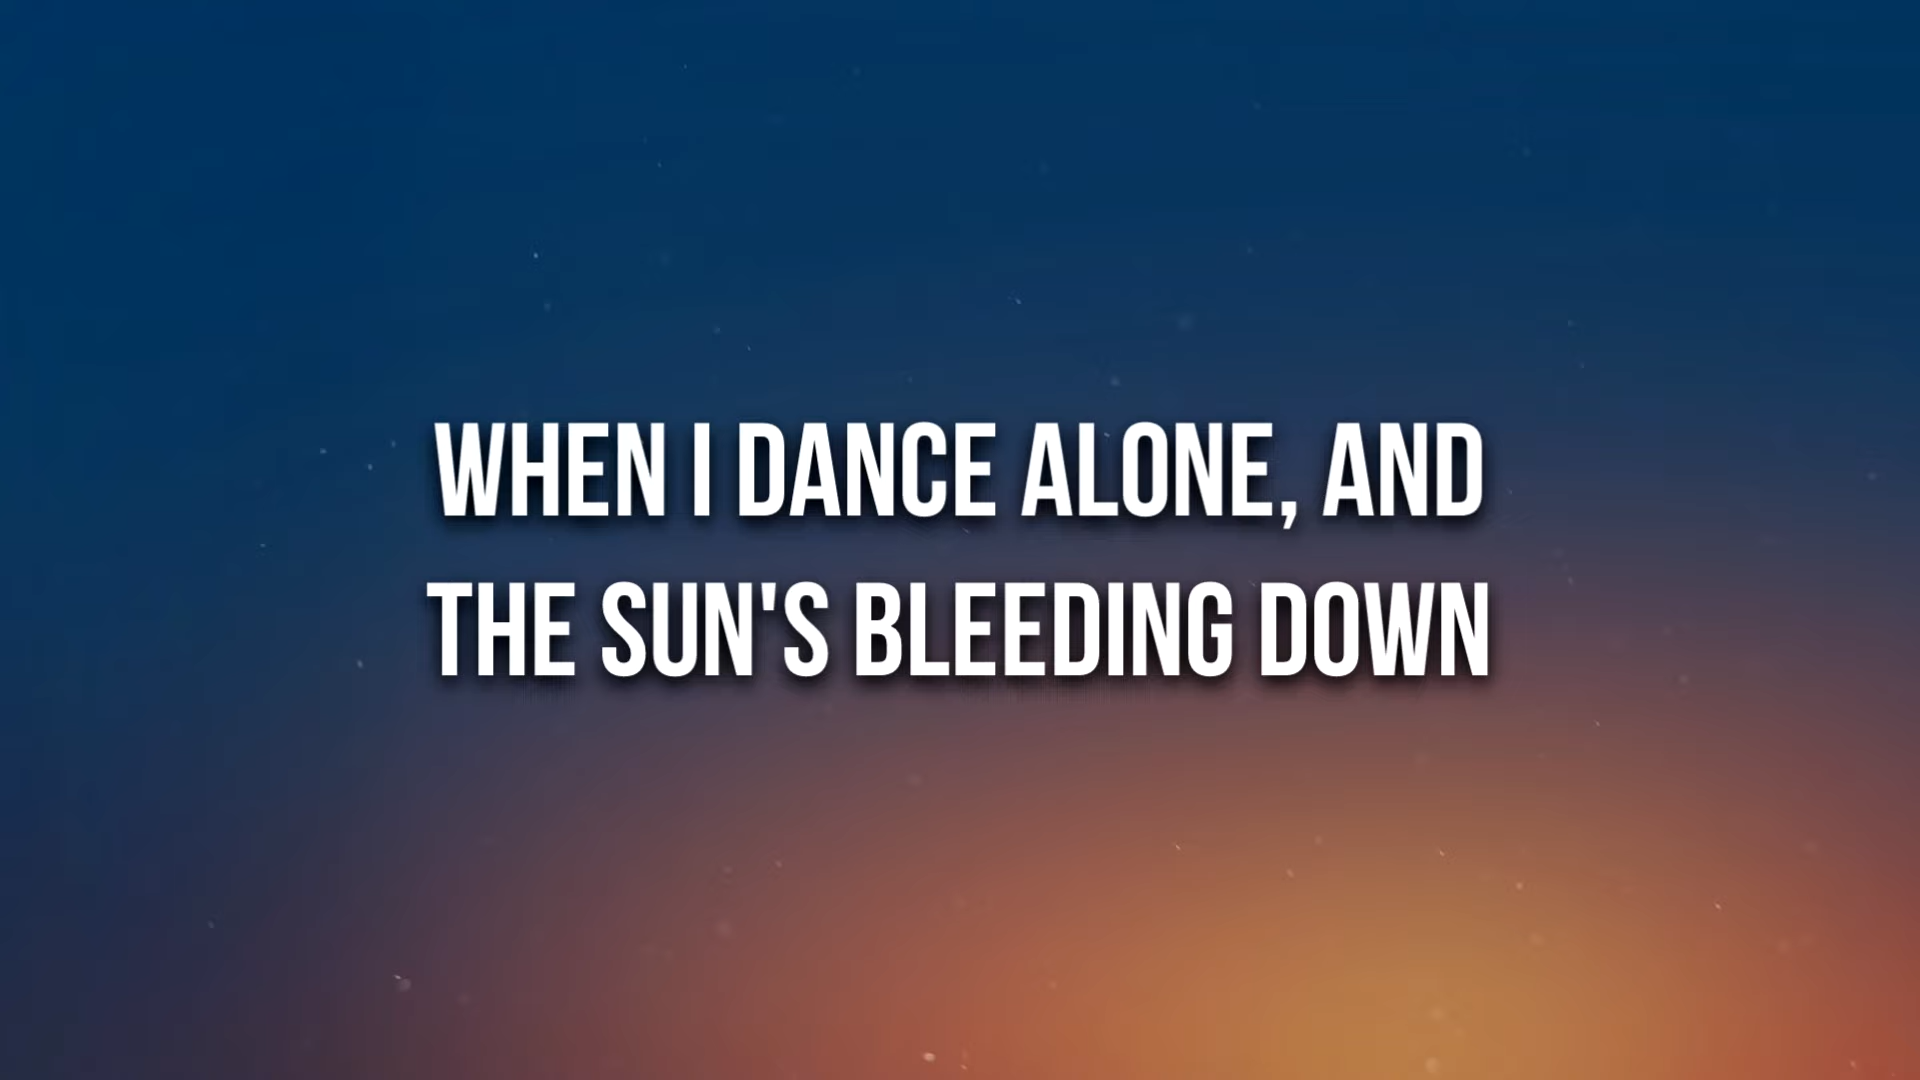 WHEN I DANCE ALONE, AND
THE SUN'S BLEEDING DOWN